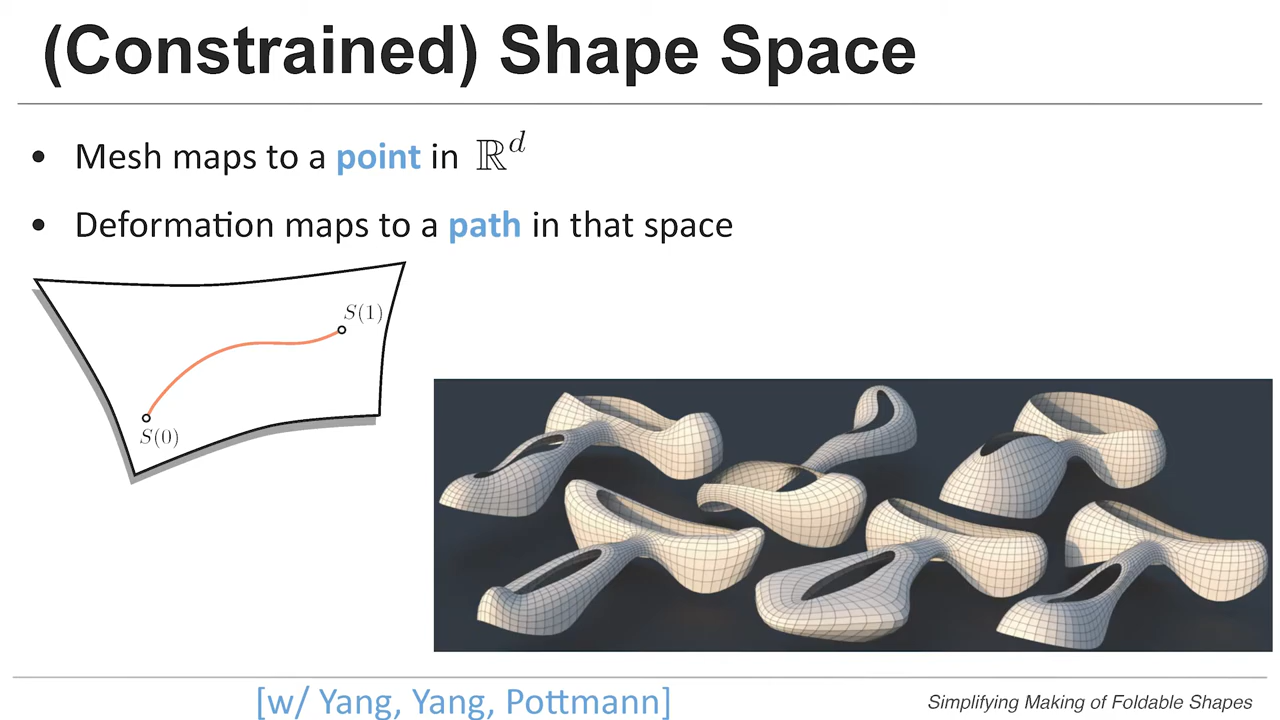 (Constrained) Shape Space
• Mesh maps to a point in ℝᵈ
• Deformation maps to a path in that space
S(1)
S(0)
[w/ Yang, Yang, Pottmann]
Simplifying Making of Foldable Shapes